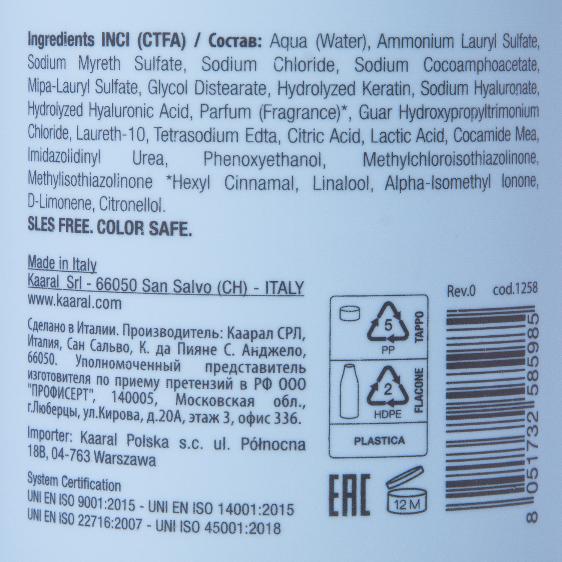 Ingredients INCI (CTFA) / Состав: Aqua (Water), Ammonium Lauryl Sulfate,
Sodium Myreth Sulfate, Sodium Chloride, Sodium Cocoamphoacetate,
Mipa-Lauryl Sulfate, Glycol Distearate, Hydrolyzed Keratin, Sodium Hyaluronate,
Hydrolyzed Hyaluronic Acid, Parfum (Fragrance)*, Guar Hydroxypropyltrimonium
Chloride, Laureth-10, Tetrasodium Edta, Citric Acid, Lactic Acid, Cocamide Mea,
Imidazolidinyl Urea, Phenoxyethanol, Methylchloroisothiazolinone,
Methylisothiazolinone *Hexyl Cinnamal, Linalool, Alpha-Isomethyl Ionone,
D-Limonene, Citronellol.
SLES FREE. COLOR SAFE.
Made in Italy
Kaaral Srl - 66050 San Salvo (CH) - ITALY
www.kaaral.com
Сделано в Италии. Производитель: Каарал СРЛ,
Италия, Сан Сальво, К. да Пияне С. Анджело,
66050. Уполномоченный представитель
изготовителя по приему претензий в РФ ООО
"ПРОФИСЕРТ", 140005, Московская обл.,
г.Люберцы, ул.Кирова, д.20А, этаж 3, офис 336.
Importer: Kaaral Polska s.c. ul. Północna
18B, 04-763 Warszawa
System Certification
UNI EN ISO 9001:2015 - UNI EN ISO 14001:2015
UNI EN ISO 22716:2007 - UNI ISO 45001:2018
5
PP
TAPPO
2
HDPE
FLACONE
PLASTICA
EAC
12 M
Rev.0 cod.1258
8 051732 585985